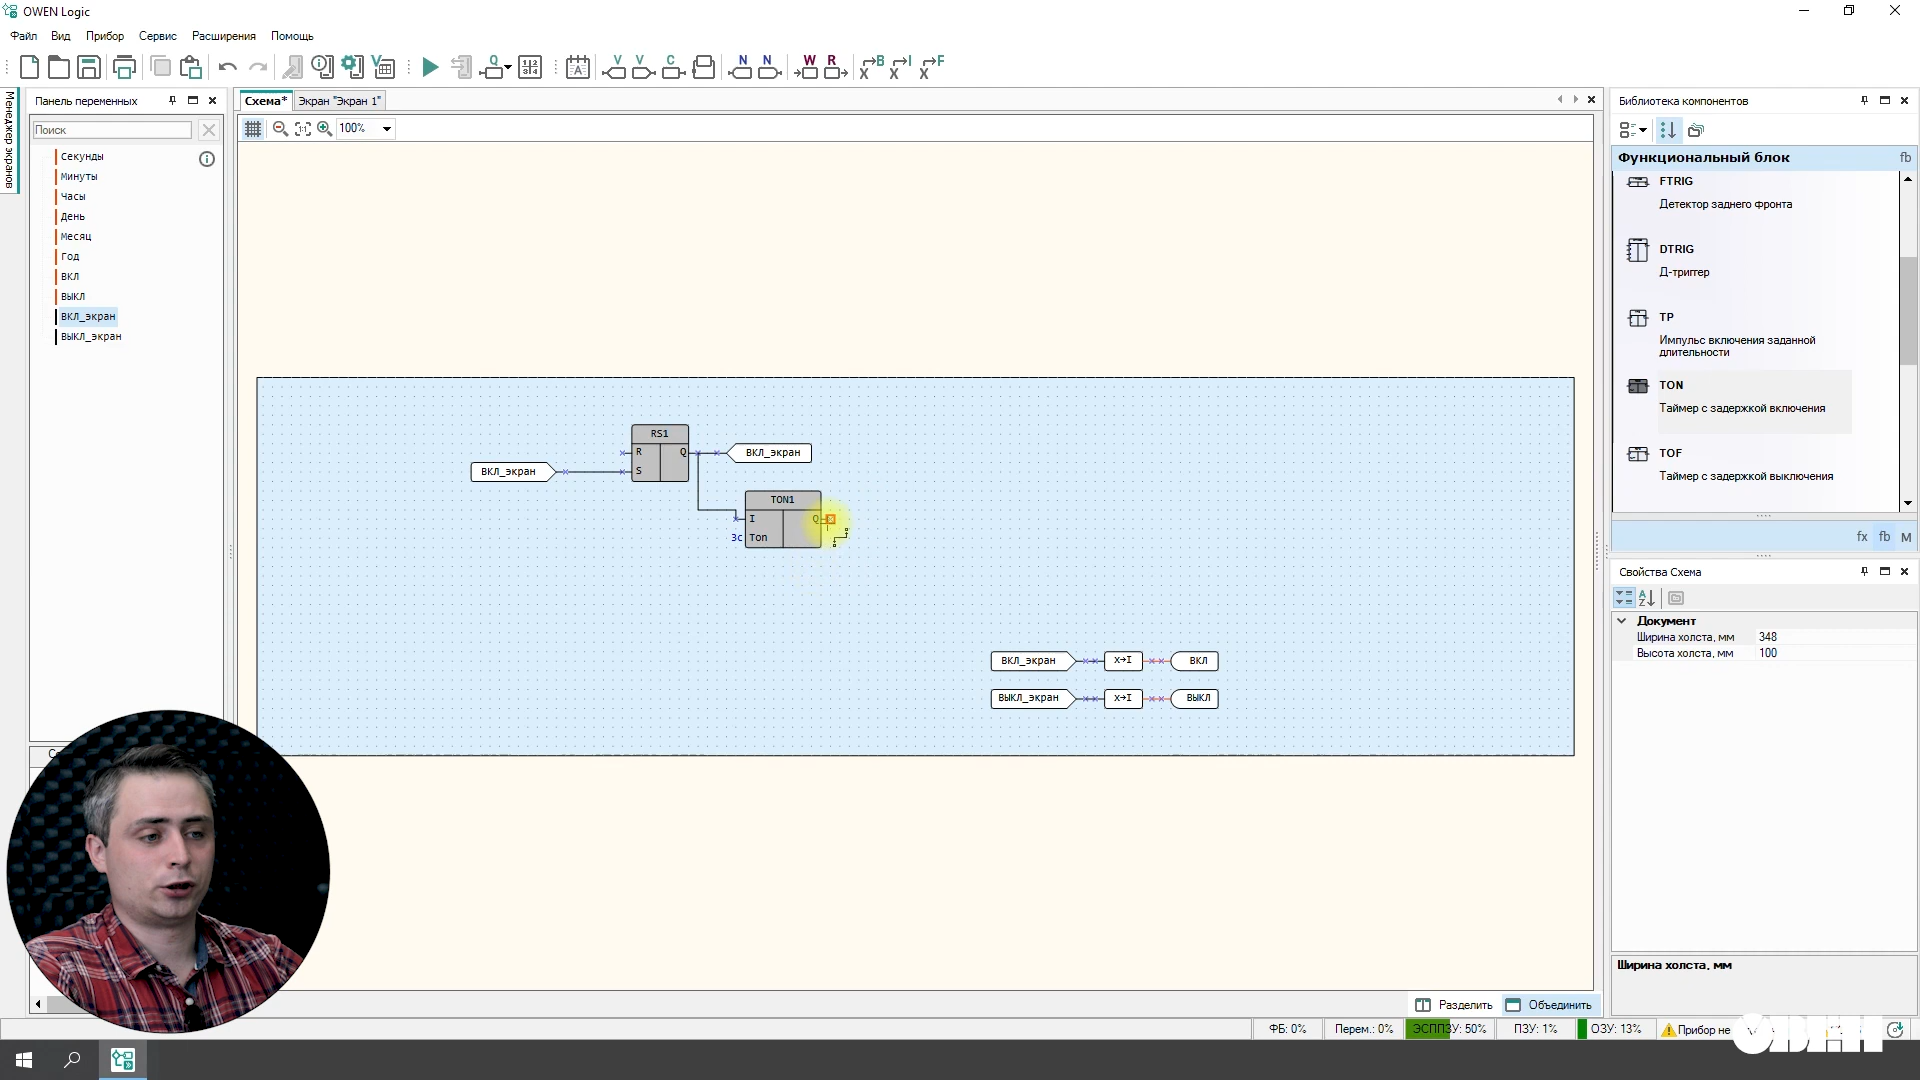 OWEN Logic
Файл Вид Прибор Сервис Расширения Помощь
Менеджер экранов
Панель переменных
Поиск
Секунды
Минуты
Часы
День
Месяц
Год
ВКЛ
ВЫКЛ
ВКЛ_экран
ВЫКЛ_экран
Схема* Экран "Экран 1"
100%
RS1
R Q
S
ВКЛ_экран
ВКЛ_экран
TON1
I Q
3с Ton
ВКЛ_экран X→I ВКЛ
ВЫКЛ_экран X→I ВЫКЛ
Библиотека компонентов
Функциональный блок fb
FTRIG
Детектор заднего фронта
DTRIG
Д-триггер
TP
Импульс включения заданной
длительности
TON
Таймер с задержкой включения
TOF
Таймер с задержкой выключения
fx fb M
Свойства Схема
Документ
Ширина холста, мм 348
Высота холста, мм 100
Ширина холста, мм
Разделить Объединить
ФБ: 0% Перем.: 0% ЭСППЗУ: 50% ПЗУ: 1% ОЗУ: 13% Прибор не